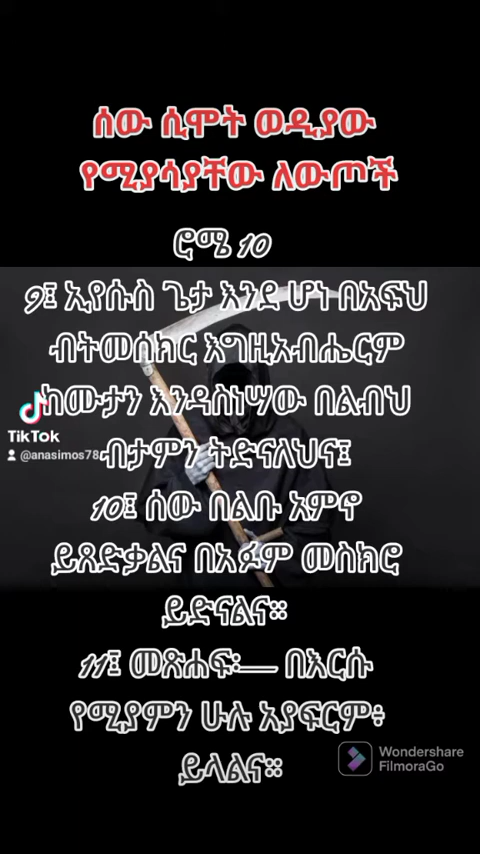 ሰው ሲሞት ወዲያው
የሚያሳያቸው ለውጦች
ሮሜ 10
9፤ ኢየሱስ ጌታ እንደ ሆነ በአፍህ
ብትመሰክር እግዚአብሔርም
ከሙታን እንዳስነሣው በልብህ
ብታምን ትድናለህና፤
10፤ ሰው በልቡ አምኖ
ይጸድቃልና በአፉም መስክሮ
ይድናልና።
11፤ መጽሐፍ፡— በእርሱ
የሚያምን ሁሉ አያፍርም፥
ይላልና።
TikTok
@anasimos78
Wondershare
FilmoraGo